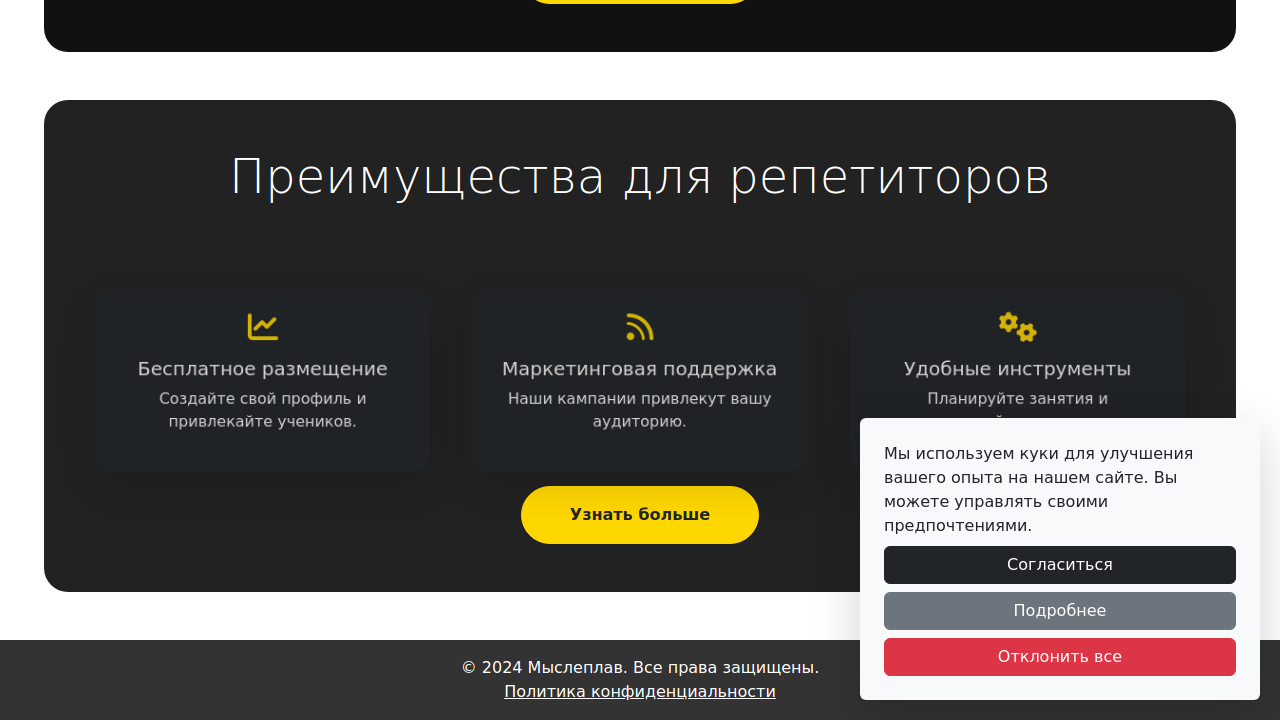 Преимущества для репетиторов
Бесплатное размещение
Создайте свой профиль и
привлекайте учеников.
Маркетинговая поддержка
Наши кампании привлекут вашу
аудиторию.
Удобные инструменты
Планируйте занятия и
Узнать больше
Мы используем куки для улучшения
вашего опыта на нашем сайте. Вы
можете управлять своими
предпочтениями.
Согласиться
Подробнее
Отклонить все
© 2024 Мыслеплав. Все права защищены.
Политика конфиденциальности